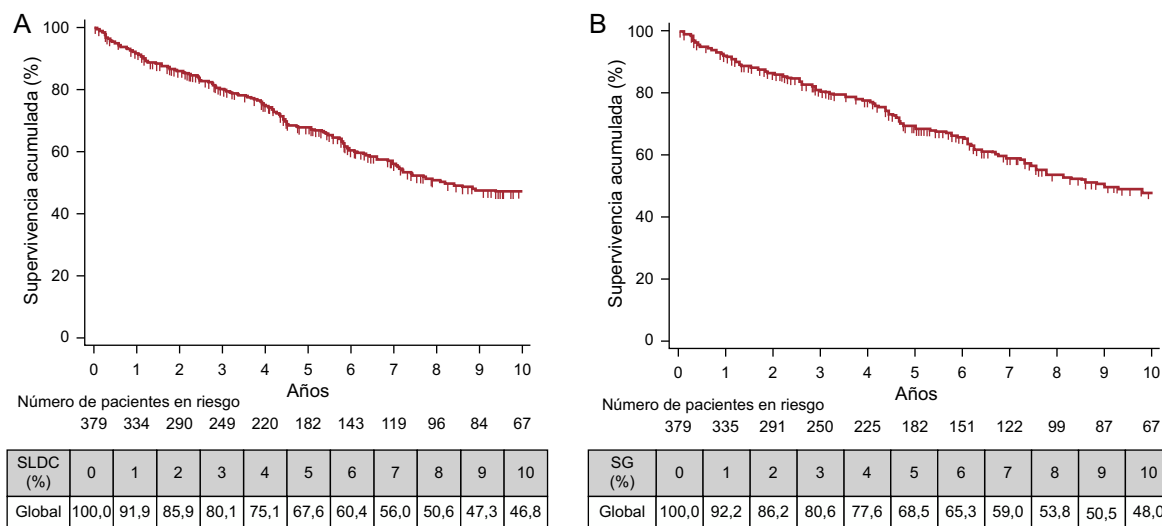 A
Supervivencia acumulada (%)
100
80
60
40
20
0
0 1 2 3 4 5 6 7 8 9 10
Años
Número de pacientes en riesgo
379 334 290 249 220 182 143 119 96 84 67
SLDC (%) 0 1 2 3 4 5 6 7 8 9 10
Global 100,0 91,9 85,9 80,1 75,1 67,6 60,4 56,0 50,6 47,3 46,8
B
Supervivencia acumulada (%)
100
80
60
40
20
0
0 1 2 3 4 5 6 7 8 9 10
Años
Número de pacientes en riesgo
379 335 291 250 225 182 151 122 99 87 67
SG (%) 0 1 2 3 4 5 6 7 8 9 10
Global 100,0 92,2 86,2 80,6 77,6 68,5 65,3 59,0 53,8 50,5 48,0